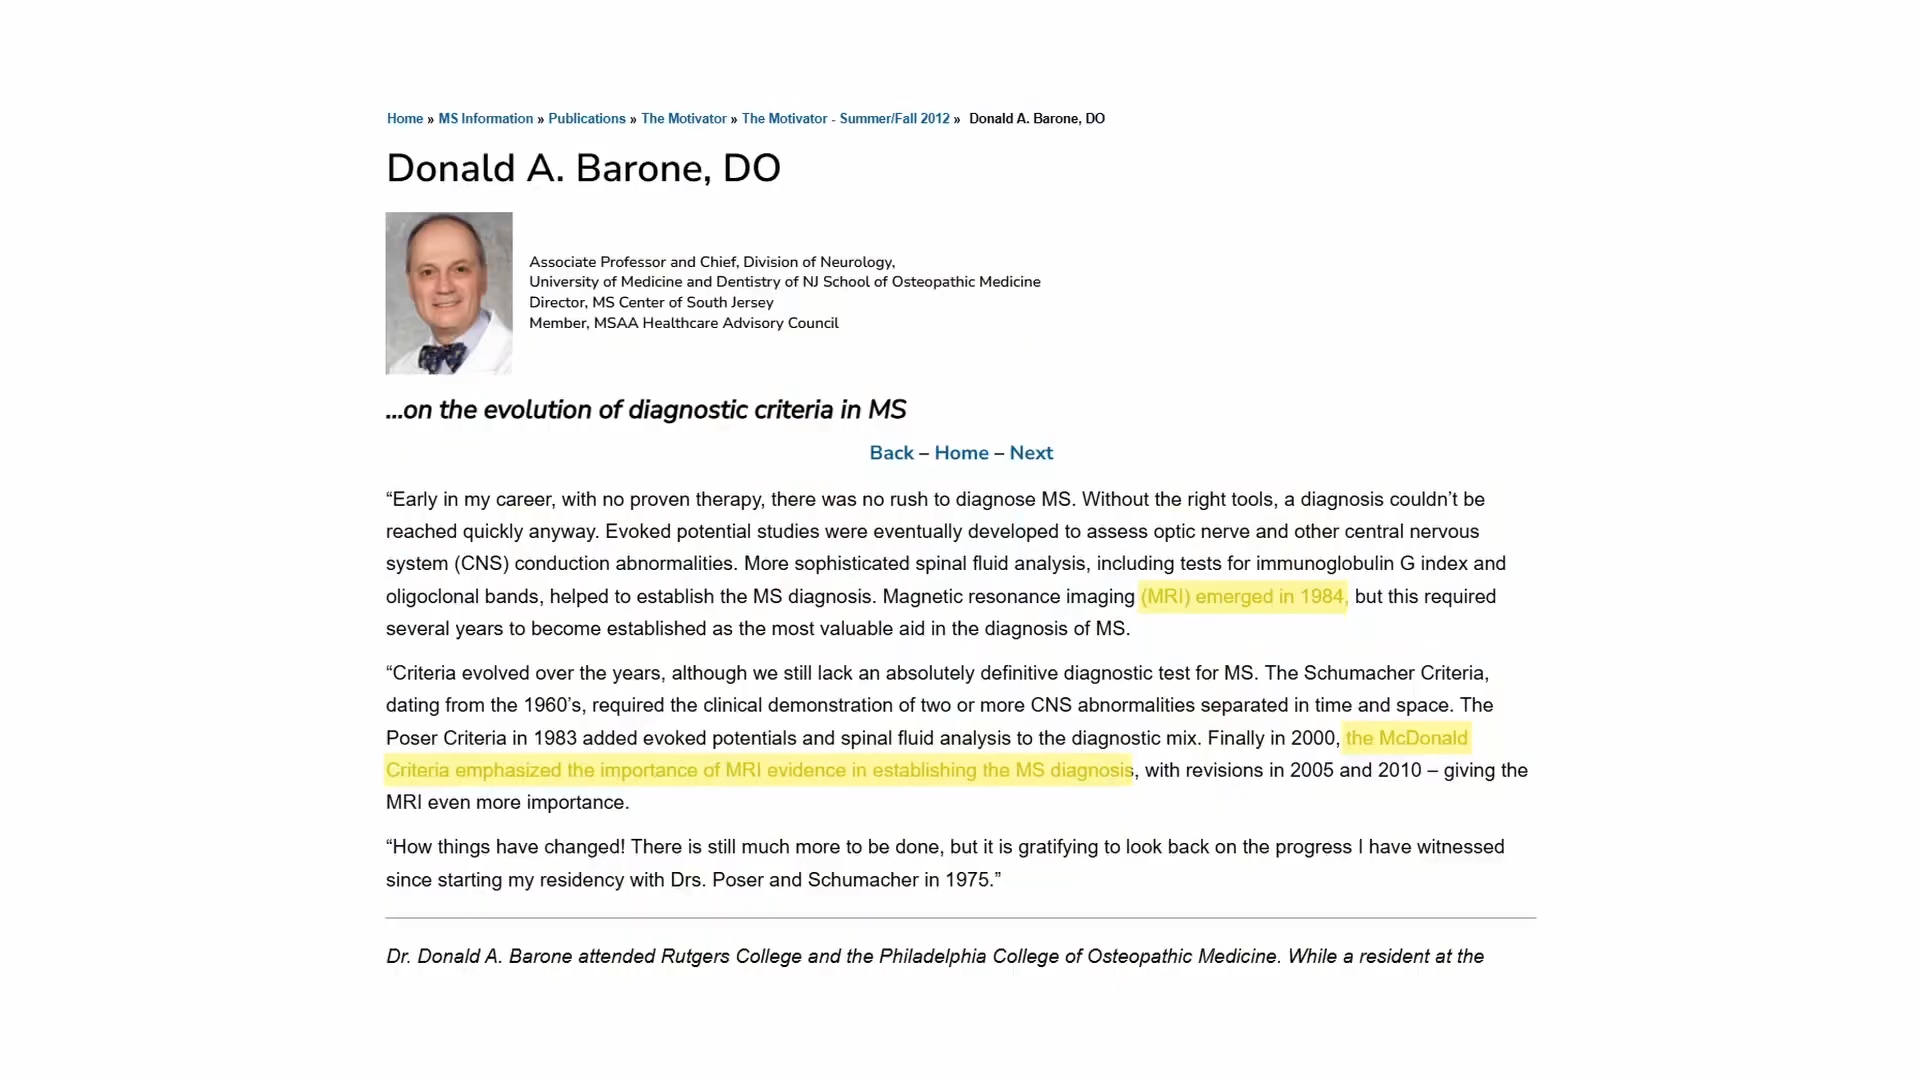 Home » MS Information » Publications » The Motivator » The Motivator - Summer/Fall 2012 » Donald A. Barone, DO
Donald A. Barone, DO
Associate Professor and Chief, Division of Neurology,
University of Medicine and Dentistry of NJ School of Osteopathic Medicine
Director, MS Center of South Jersey
Member, MSAA Healthcare Advisory Council
...on the evolution of diagnostic criteria in MS
Back – Home – Next
“Early in my career, with no proven therapy, there was no rush to diagnose MS. Without the right tools, a diagnosis couldn’t be
reached quickly anyway. Evoked potential studies were eventually developed to assess optic nerve and other central nervous
system (CNS) conduction abnormalities. More sophisticated spinal fluid analysis, including tests for immunoglobulin G index and
oligoclonal bands, helped to establish the MS diagnosis. Magnetic resonance imaging (MRI) emerged in 1984, but this required
several years to become established as the most valuable aid in the diagnosis of MS.
“Criteria evolved over the years, although we still lack an absolutely definitive diagnostic test for MS. The Schumacher Criteria,
dating from the 1960’s, required the clinical demonstration of two or more CNS abnormalities separated in time and space. The
Poser Criteria in 1983 added evoked potentials and spinal fluid analysis to the diagnostic mix. Finally in 2000, the McDonald
Criteria emphasized the importance of MRI evidence in establishing the MS diagnosis, with revisions in 2005 and 2010 – giving the
MRI even more importance.
“How things have changed! There is still much more to be done, but it is gratifying to look back on the progress I have witnessed
since starting my residency with Drs. Poser and Schumacher in 1975.”
Dr. Donald A. Barone attended Rutgers College and the Philadelphia College of Osteopathic Medicine. While a resident at the